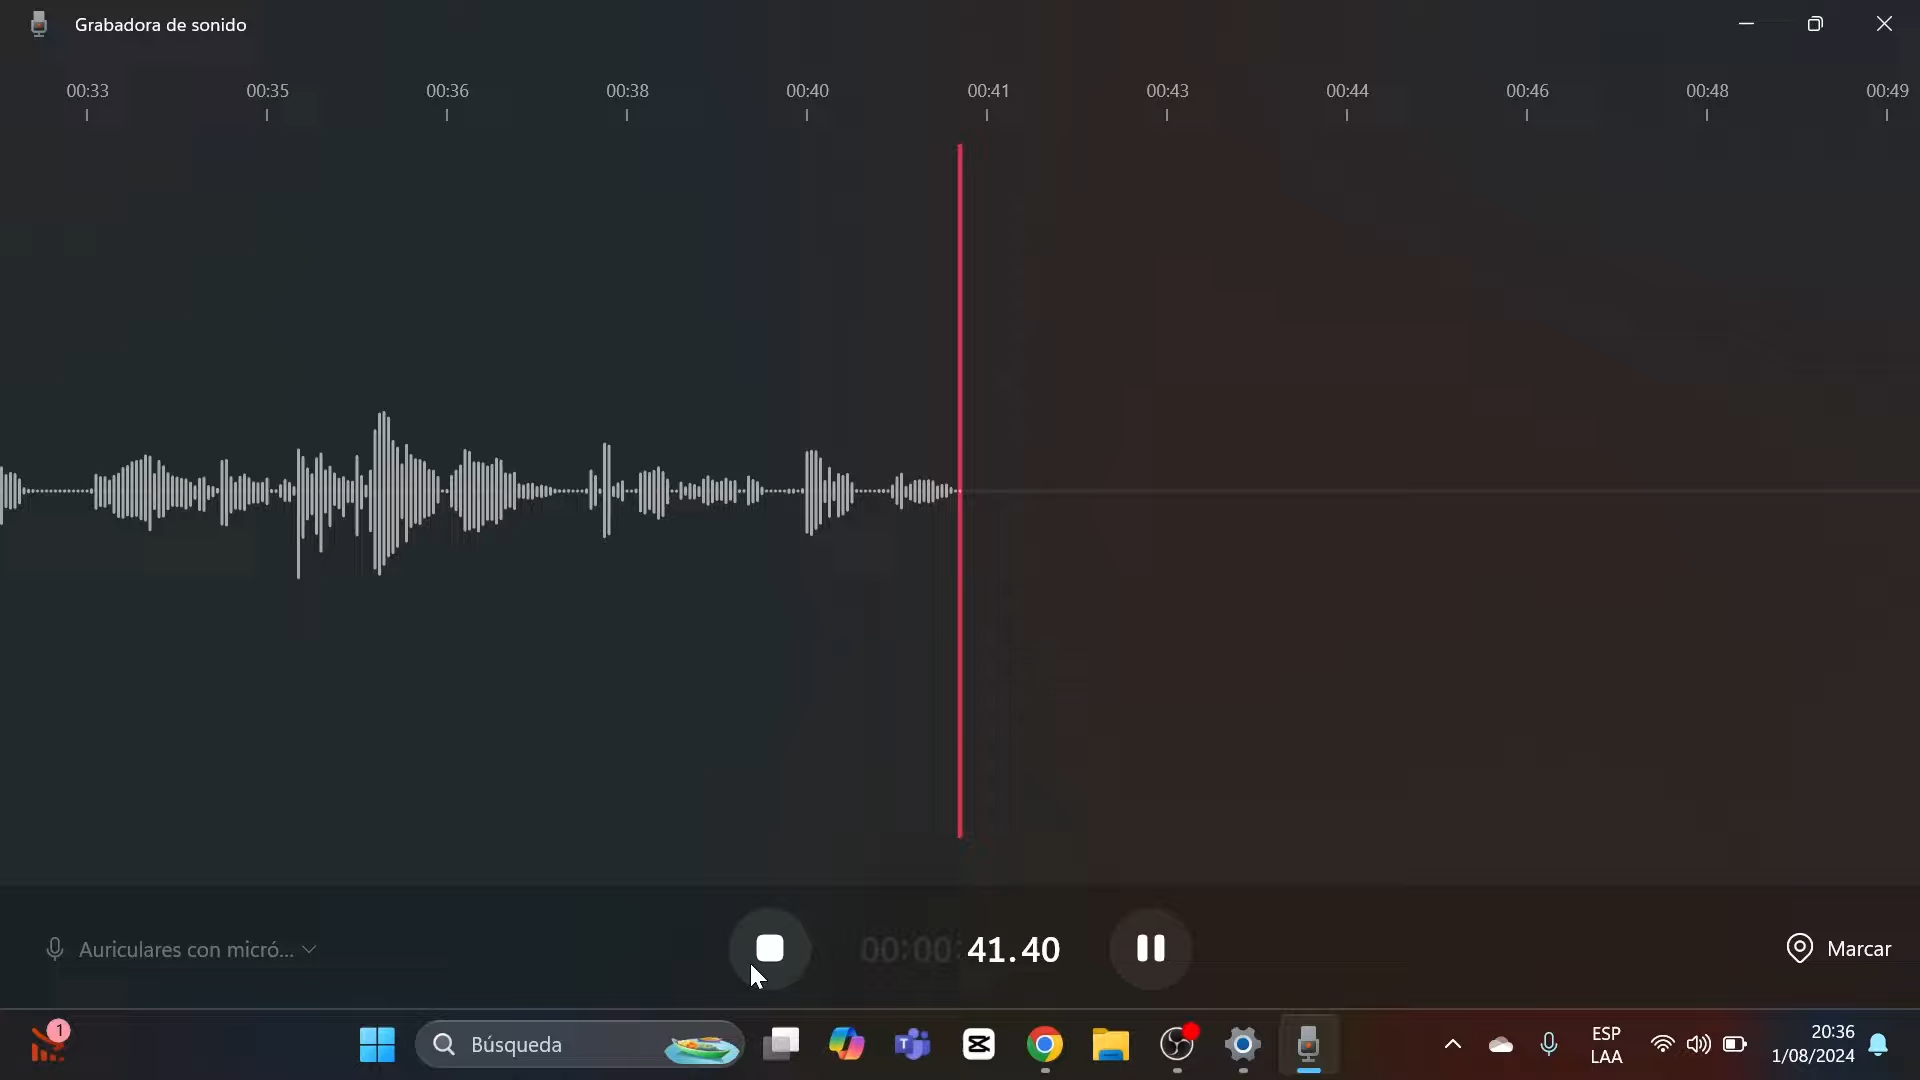 Grabadora de sonido
00:33 00:35 00:36 00:38 00:40 00:41 00:43 00:44 00:46 00:48 00:49
Auriculares con micró...
00:00:41.40
Marcar
1
Búsqueda
ESP
LAA
20:36
1/08/2024